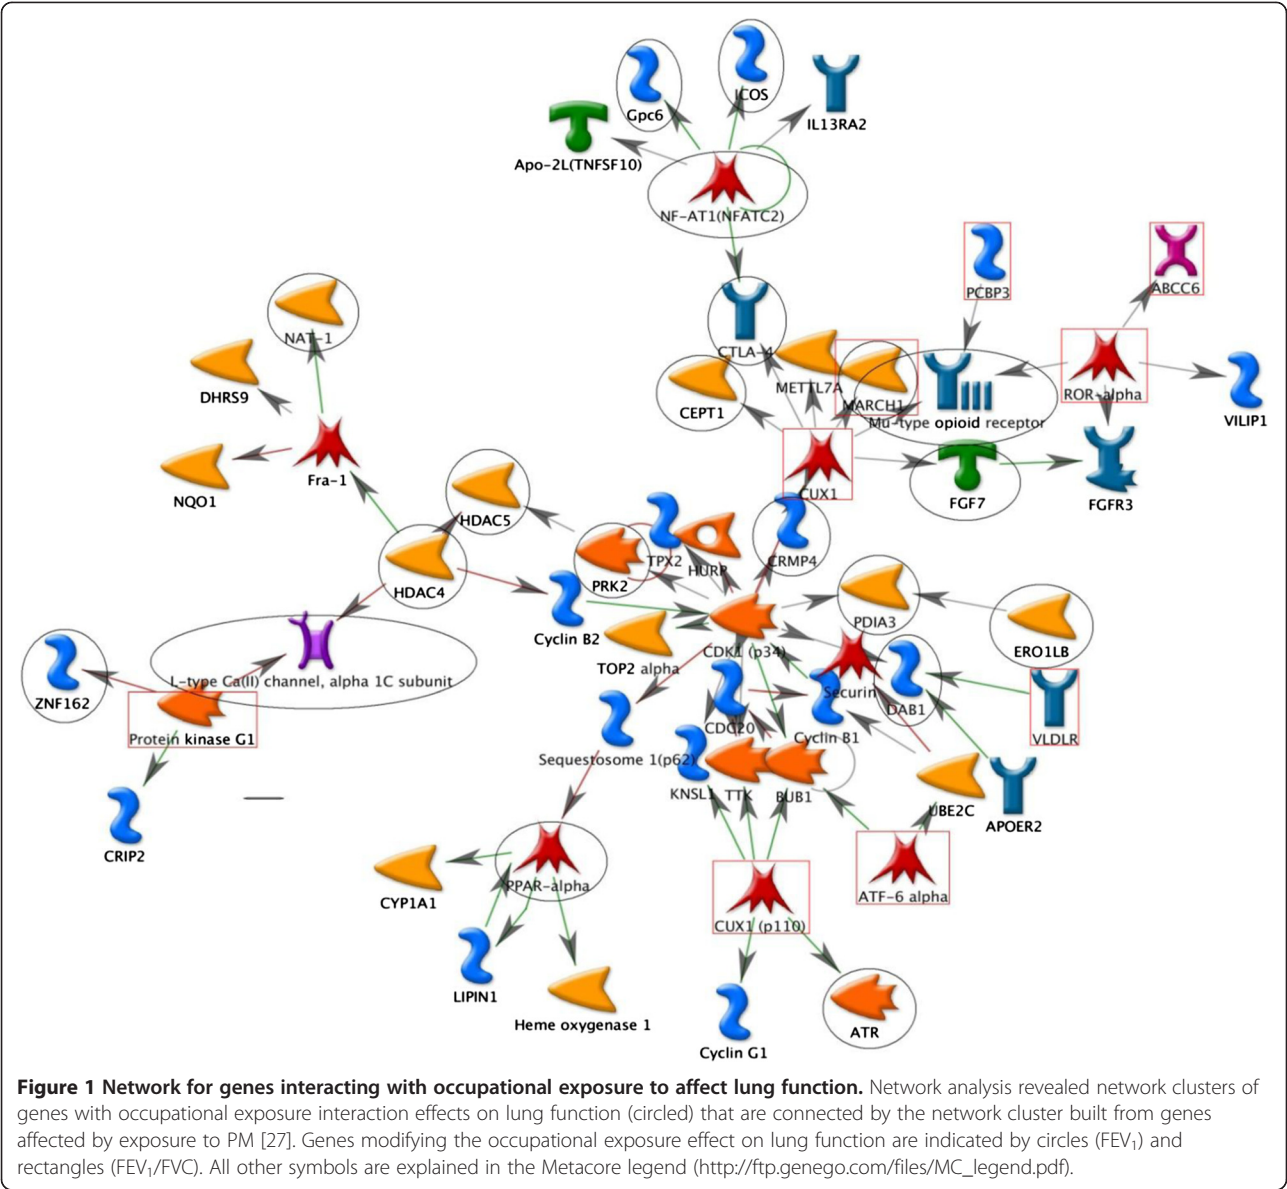 ICOS
Gpc6
IL13RA2
Apo-2L(TNFSF10)
NF-AT1(NFATC2)
PCBP3
ABCC6
NAT-1
CTLA-4
METTL7A
DHRS9
CEPT1
MARCH1
ROR-alpha
Mu-type opioid receptor
VILIP1
Fra-1
NQO1
CUX1
FGF7
FGFR3
HDAC5
TPX2
HURP
CRMP4
PRK2
HDAC4
Cyclin B2
PDIA3
CDK1 (p34)
ERO1LB
TOP2 alpha
L-type Ca(II) channel, alpha 1C subunit
ZNF162
Securin
DAB1
Protein kinase G1
CDC20
Cyclin B1
VLDLR
Sequestosome 1(p62)
KNSL1
TTK
BUB1
UBE2C
APOER2
CRIP2
PPAR-alpha
ATF-6 alpha
CYP1A1
CUX1 (p110)
LIPIN1
Heme oxygenase 1
ATR
Cyclin G1
Figure 1 Network for genes interacting with occupational exposure to affect lung function. Network analysis revealed network clusters of
genes with occupational exposure interaction effects on lung function (circled) that are connected by the network cluster built from genes
affected by exposure to PM [27]. Genes modifying the occupational exposure effect on lung function are indicated by circles (FEV₁) and
rectangles (FEV₁/FVC). All other symbols are explained in the Metacore legend (http://ftp.genego.com/files/MC_legend.pdf).